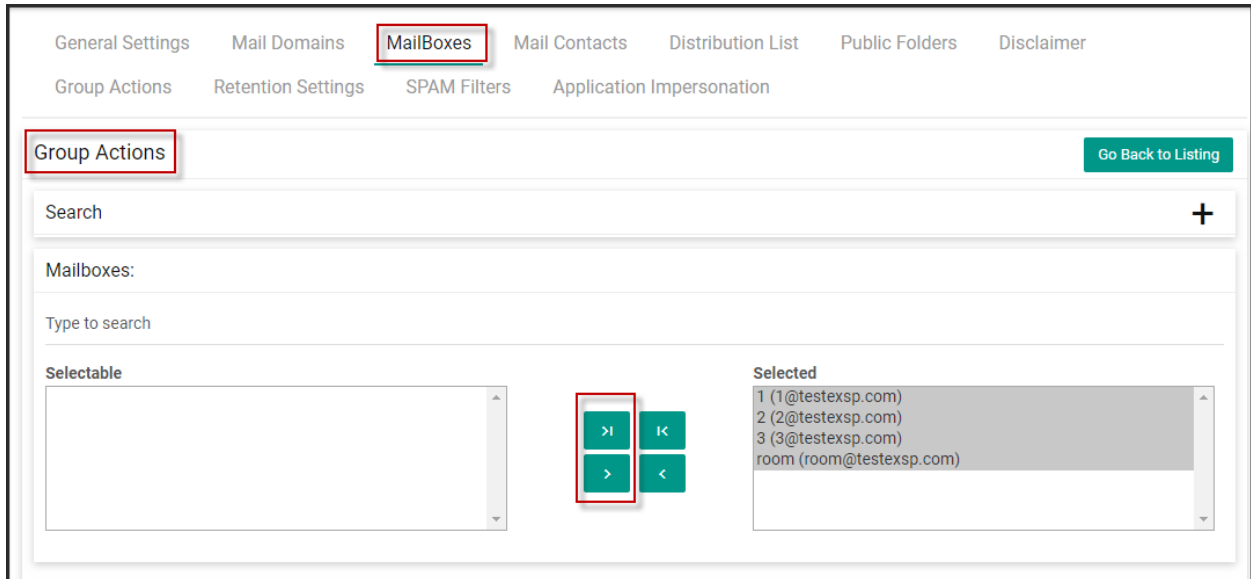 General Settings Mail Domains MailBoxes Mail Contacts Distribution List Public Folders Disclaimer
Group Actions Retention Settings SPAM Filters Application Impersonation
Group Actions Go Back to Listing
Search +
Mailboxes:
Type to search
Selectable Selected
1 (1@testexsp.com)
2 (2@testexsp.com)
3 (3@testexsp.com)
room (room@testexsp.com)